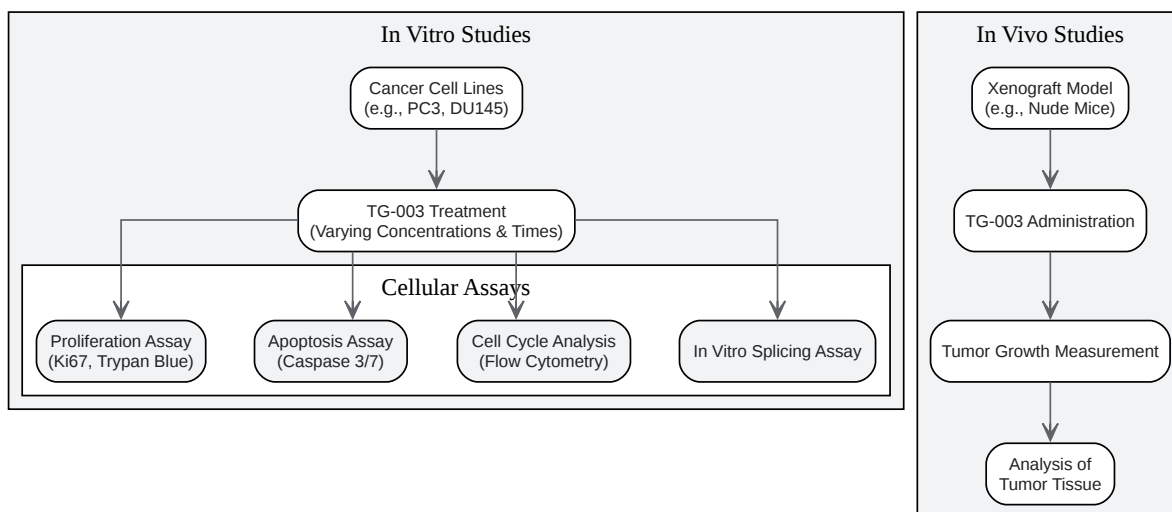 In Vitro Studies
Cancer Cell Lines
(e.g., PC3, DU145)
TG-003 Treatment
(Varying Concentrations & Times)
Cellular Assays
Proliferation Assay
(Ki67, Trypan Blue)
Apoptosis Assay
(Caspase 3/7)
Cell Cycle Analysis
(Flow Cytometry)
In Vitro Splicing Assay
In Vivo Studies
Xenograft Model
(e.g., Nude Mice)
TG-003 Administration
Tumor Growth Measurement
Analysis of
Tumor Tissue